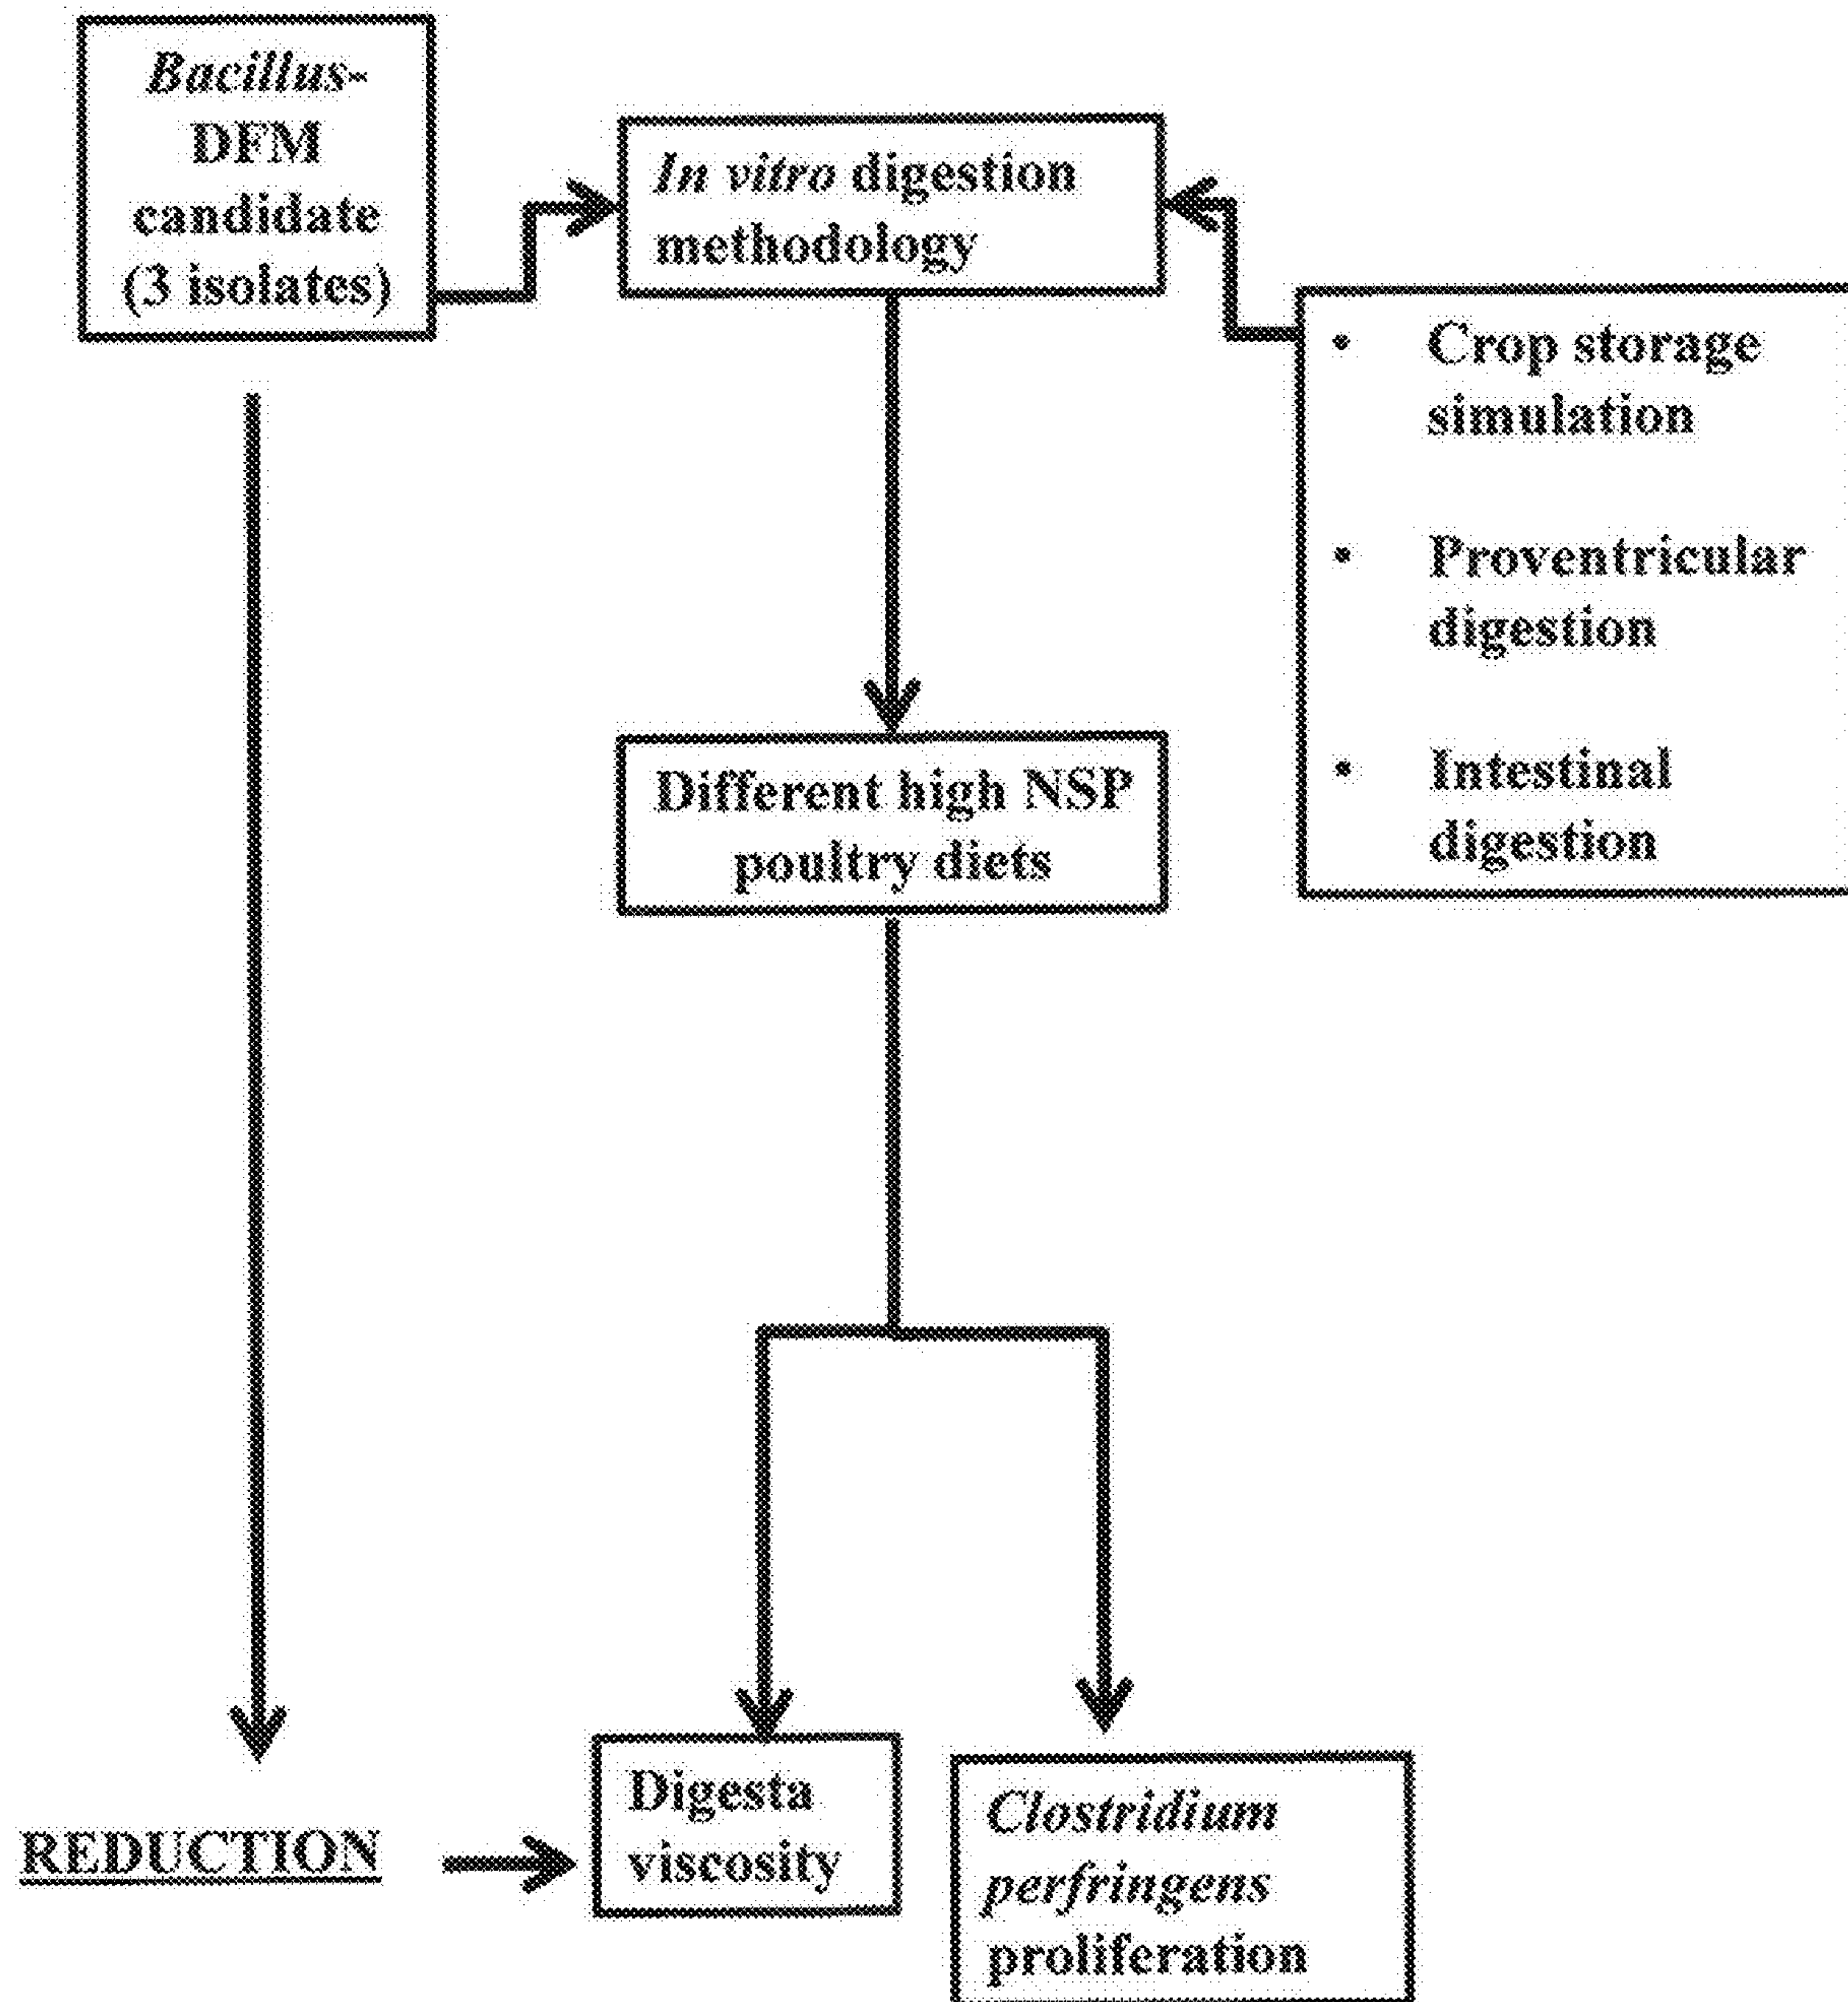 Bacillus-
DFM
candidate
(3 isolates)
In vitro digestion
methodology
• Crop storage
simulation
• Proventricular
digestion
• Intestinal
digestion
Different high NSP
poultry diets
REDUCTION
Digesta
viscosity
Clostridium
perfringens
proliferation